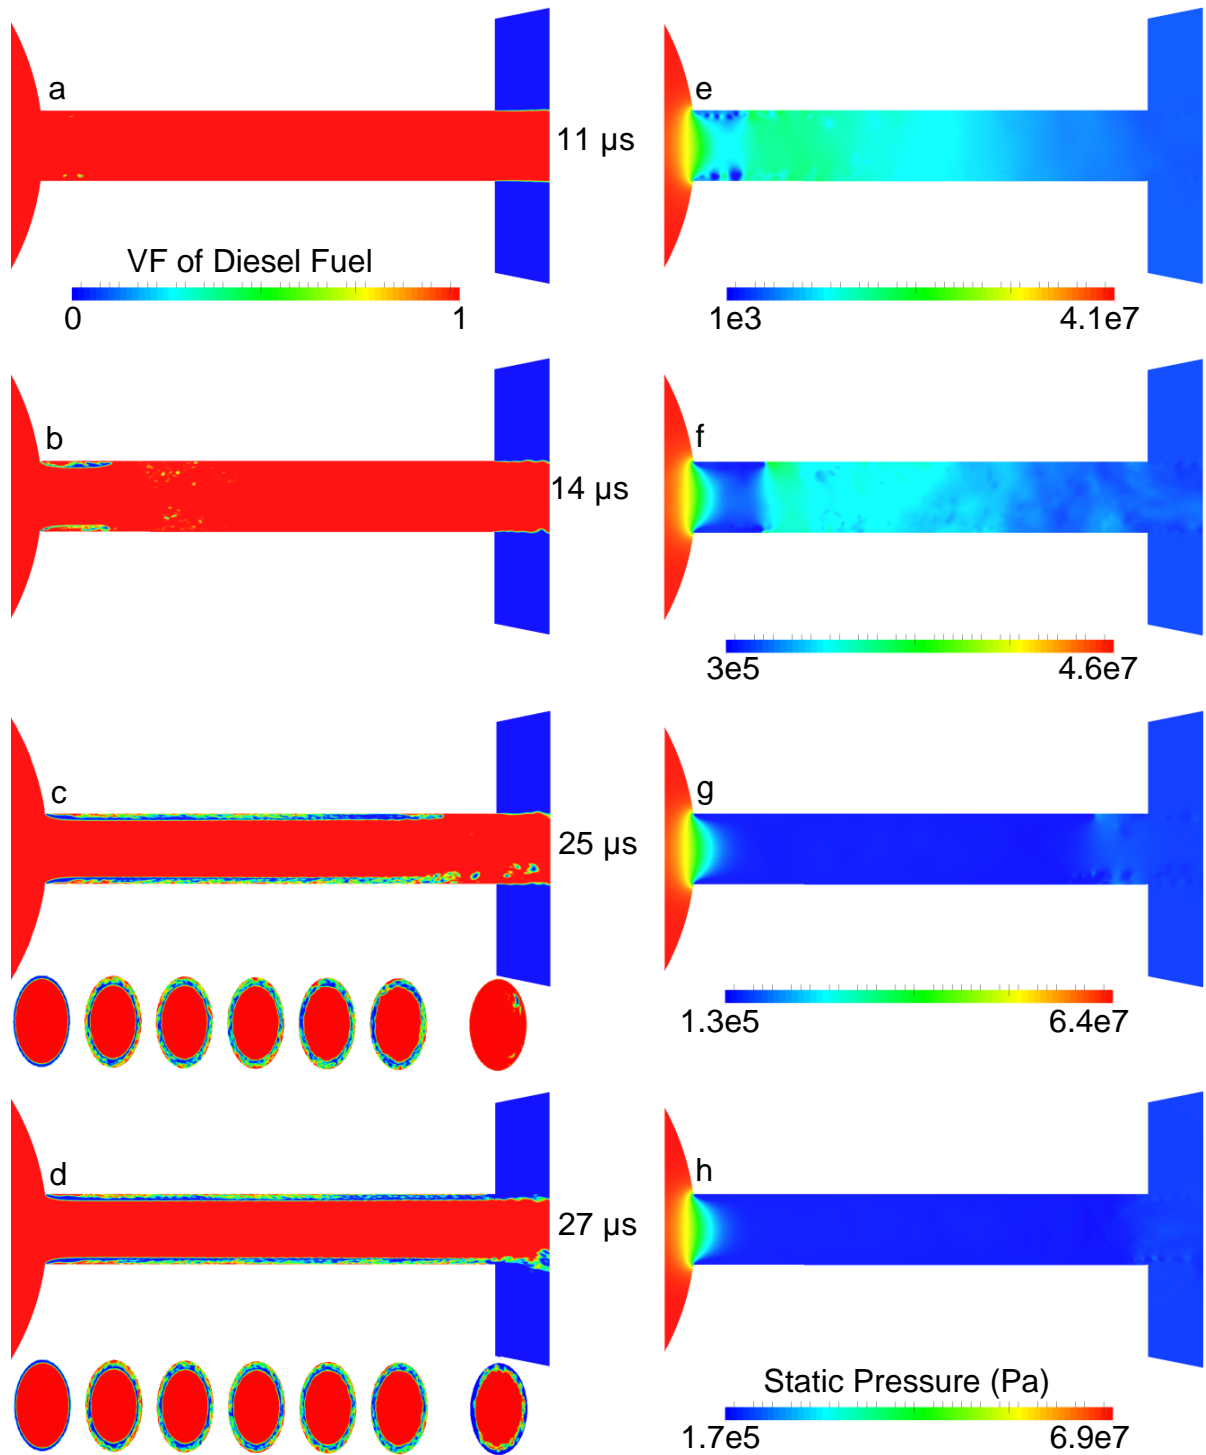 a
e
11 µs
VF of Diesel Fuel
0 1
1e3 4.1e7
b
f
14 µs
3e5 4.6e7
c
g
25 µs
1.3e5 6.4e7
d
h
27 µs
Static Pressure (Pa)
1.7e5 6.9e7